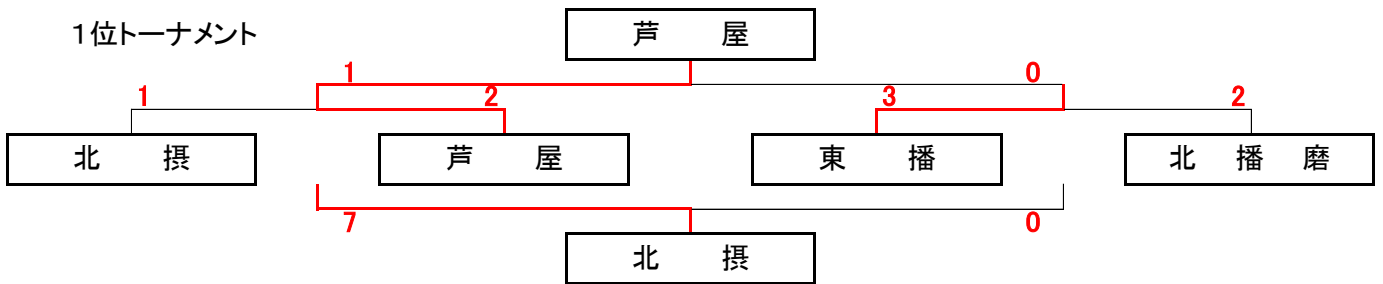 １位トーナメント
芦　　屋
1 0
1 2 3 2
北　　摂 芦　　屋 東　　播 北　播　磨
7 0
北　　摂